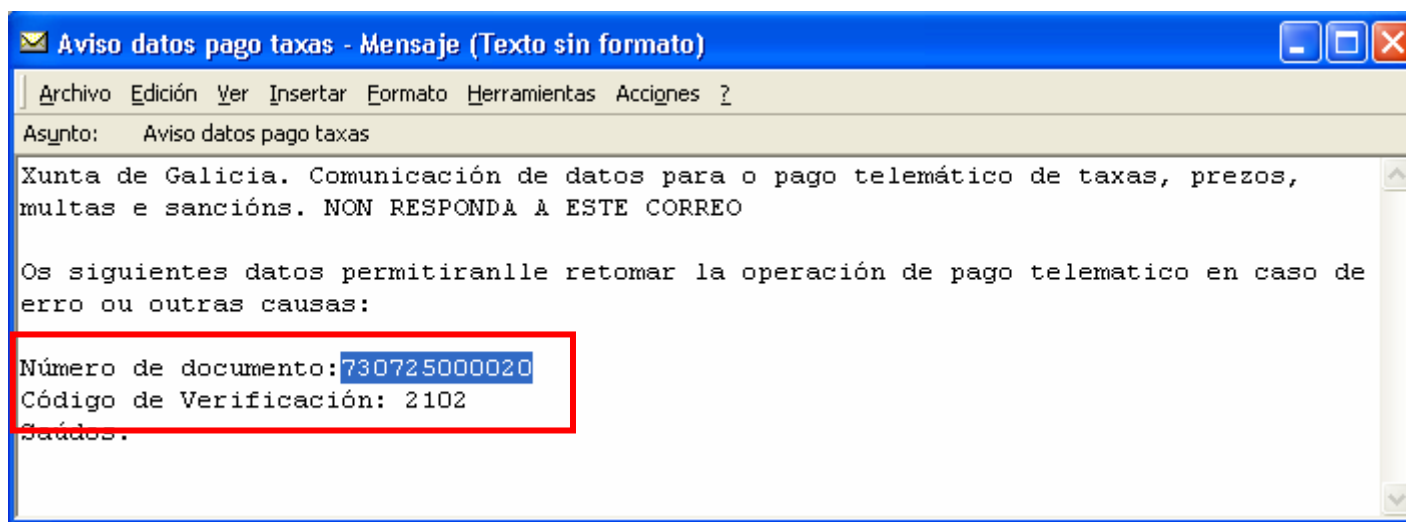 Aviso datos pago taxas - Mensaje (Texto sin formato)
Archivo Edición Ver Insertar Formato Herramientas Acciones ?
Asunto: Aviso datos pago taxas
Xunta de Galicia. Comunicación de datos para o pago telemático de taxas, prezos,
multas e sancións. NON RESPONDA A ESTE CORREO
Os siguientes datos permitiranlle retomar la operación de pago telematico en caso de
erro ou outras causas:
Número de documento:730725000020
Código de Verificación: 2102
Saúdos.